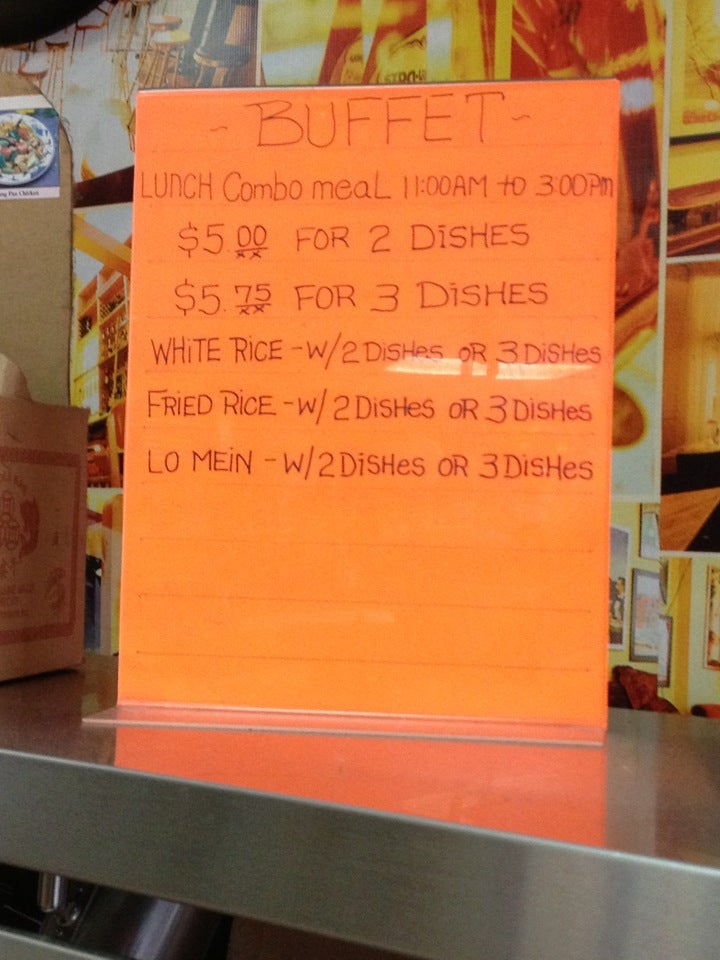 - BUFFET -
LUNCH Combo meaL 11:00AM to 3:00PM
$5.00 FOR 2 DiSHES
$5.75 FOR 3 DiSHES
WHiTE RICE - W/2 DiSHes oR 3 DiSHes
FRIED RICE - W/2 DiSHes oR 3 DiSHes
LO MEiN - W/2 DiSHes oR 3 DisHes